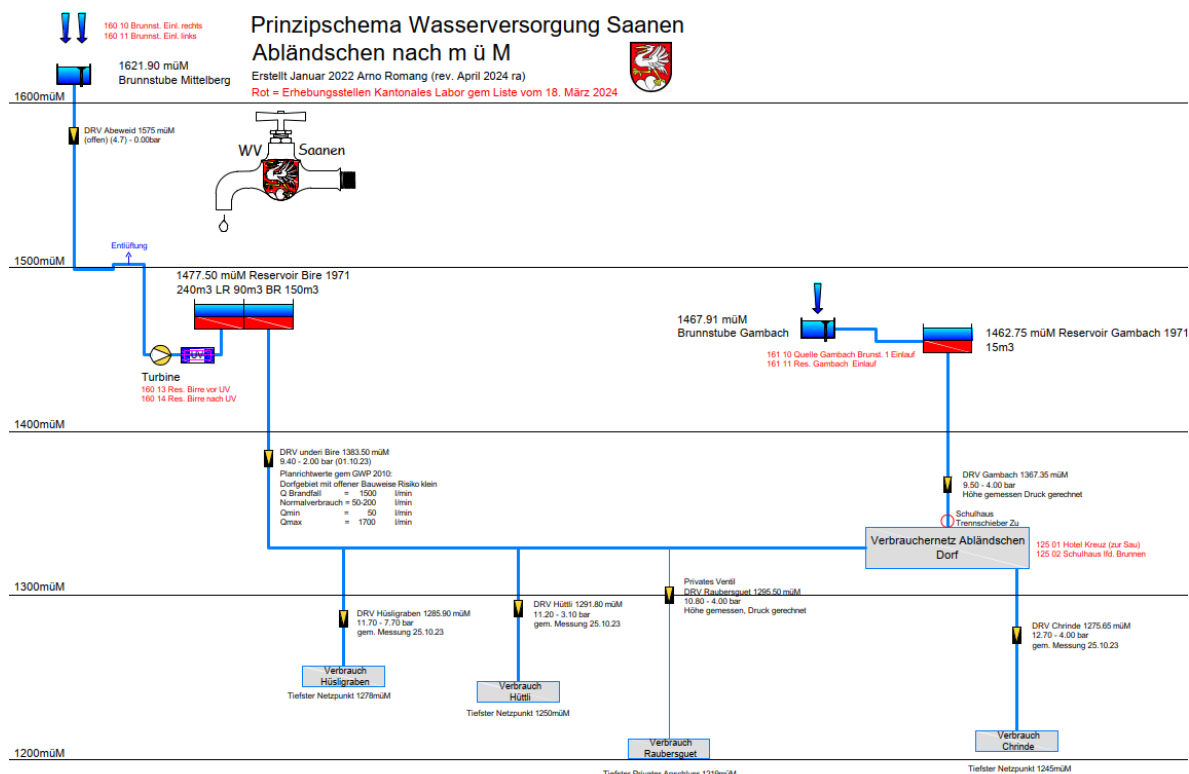 160 10 Brunnst. Einl. rechts
160 11 Brunnst. Einl. links
Prinzipschema Wasserversorgung Saanen
Abländschen nach m ü M
Erstellt Januar 2022 Arno Romang (rev. April 2024 ra)
Rot = Erhebungsstellen Kantonales Labor gem Liste vom 18. März 2024
1621.90 müM
Brunnstube Mittelberg
1600müM
DRV Abeweid 1575 müM
(offen) (4.7) - 0.00bar
WV Saanen
Entlüftung
1500müM
1477.50 müM Reservoir Bire 1971
240m3 LR 90m3 BR 150m3
1467.91 müM
Brunnstube Gambach
1462.75 müM Reservoir Gambach 1971
15m3
161 10 Quelle Gambach Brunst. 1 Einlauf
161 11 Res. Gambach Einlauf
UV
Turbine
160 13 Res. Birre vor UV
160 14 Res. Birre nach UV
1400müM
DRV underi Bire 1383.50 müM
9.40 - 2.00 bar (01.10.23)
Planrichtwerte gem GWP 2010:
Dorfgebiet mit offener Bauweise Risiko klein
Q Brandfall = 1500 l/min
Normalverbrauch = 50-200 l/min
Qmin = 50 l/min
Qmax = 1700 l/min
DRV Gambach 1367.35 müM
9.50 - 4.00 bar
Höhe gemessen Druck gerechnet
Schulhaus
Trennschieber Zu
Verbrauchernetz Abländschen
Dorf
125 01 Hotel Kreuz (zur Sau)
125 02 Schulhaus lfd. Brunnen
1300müM
DRV Hüsligraben 1285.90 müM
11.70 - 7.70 bar
gem. Messung 25.10.23
DRV Hüttli 1291.80 müM
11.20 - 3.10 bar
gem. Messung 25.10.23
Privates Ventil
DRV Raubersguet 1295.50 müM
10.80 - 4.00 bar
Höhe gemessen, Druck gerechnet
DRV Chrinde 1275.65 müM
12.70 - 4.00 bar
gem. Messung 25.10.23
Verbrauch
Hüsligraben
Tiefster Netzpunkt 1278müM
Verbrauch
Hüttli
Tiefster Netzpunkt 1250müM
Verbrauch
Raubersguet
Tiefster Privates Anschluss 1219müM
Verbrauch
Chrinde
Tiefster Netzpunkt 1245müM
1200müM